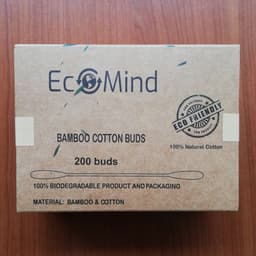 EcoMind
ECO FRIENDLY
BAMBOO COTTON BUDS
100% Natural Cotton
200 buds
100% BIODEGRADABLE PRODUCT AND PACKAGING
MATERIAL: BAMBOO & COTTON